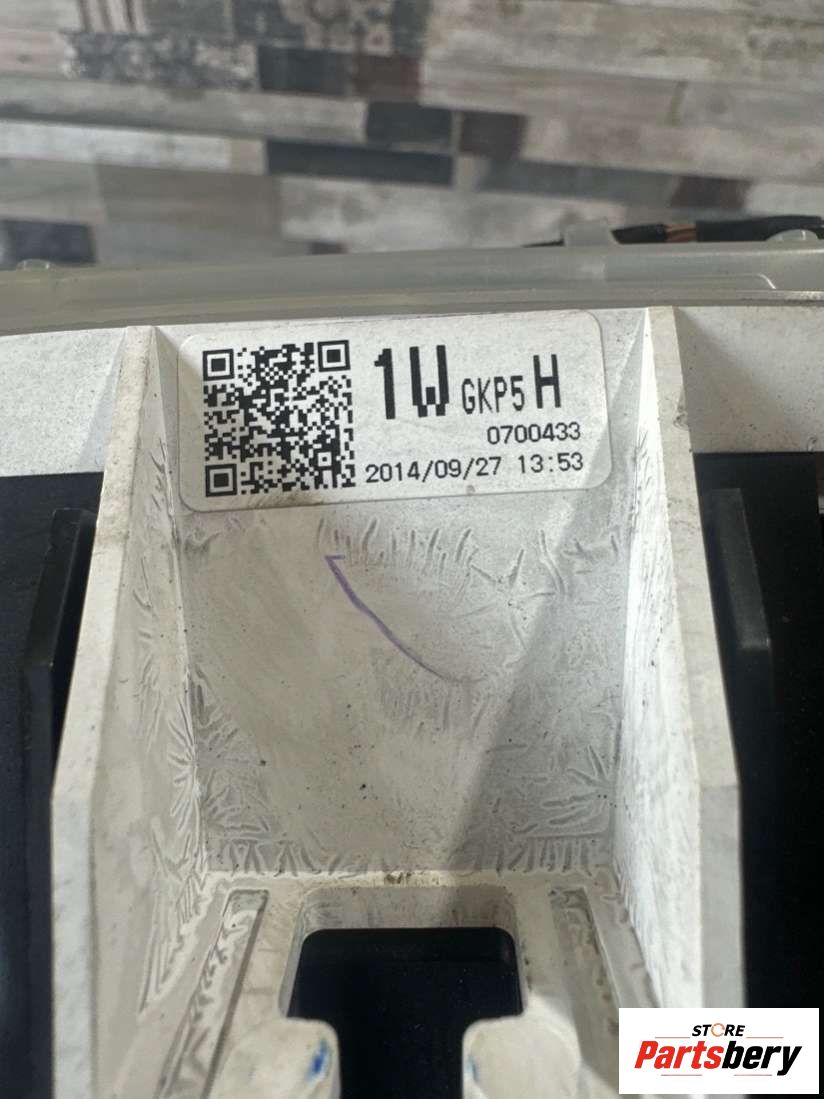 1W GKP5 H
0700433
2014/09/27 13:53
STORE
Partsbery